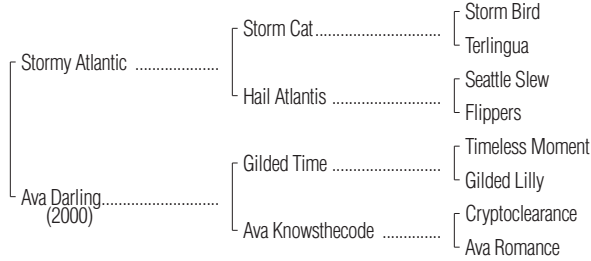 Storm Bird
Storm Cat
Terlingua
Stormy Atlantic
Seattle Slew
Hail Atlantis
Flippers
Timeless Moment
Gilded Time
Gilded Lilly
Ava Darling
(2000)
Cryptoclearance
Ava Knowsthecode
Ava Romance